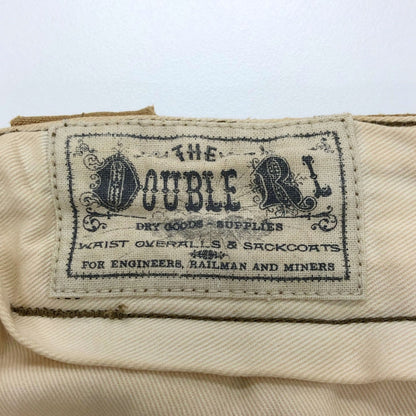 THE
DOUBLE RL
DRY GOODS - SUPPLIES
WAIST OVERALLS & SACKCOATS
FOR ENGINEERS, RAILMAN AND MINERS